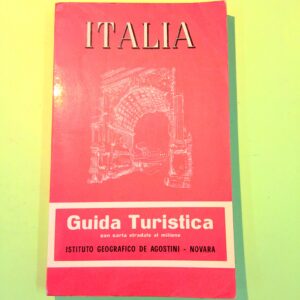 ITALIA
Guida Turistica
con carta stradale al milione
ISTITUTO GEOGRAFICO DE AGOSTINI - NOVARA